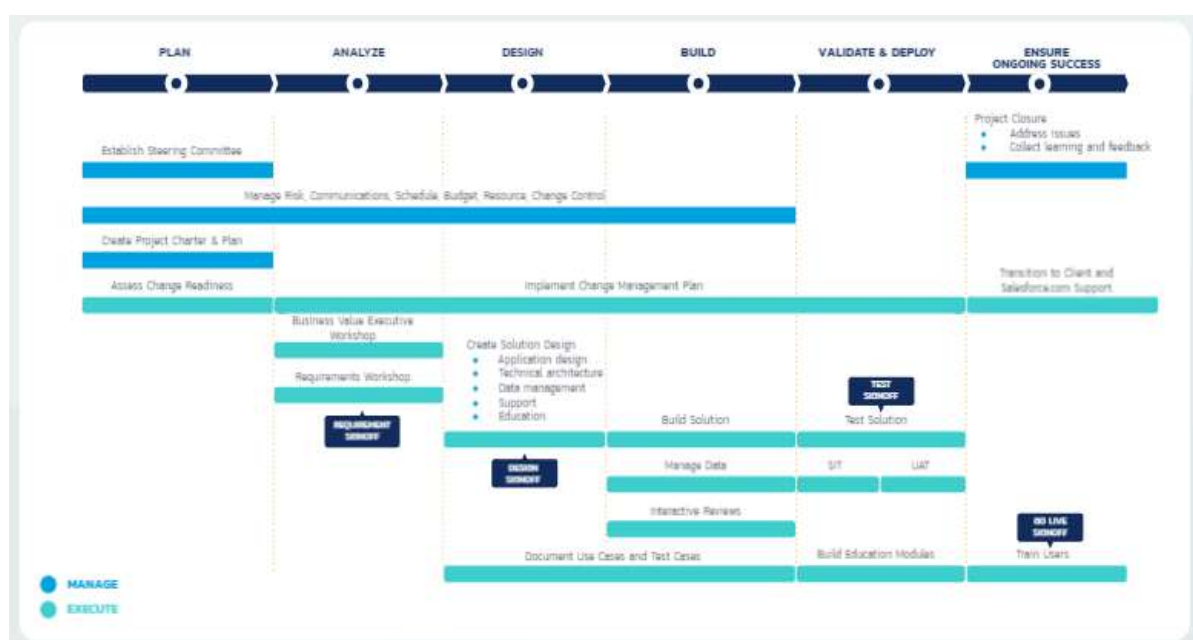 PLAN
ANALYZE
DESIGN
BUILD
VALIDATE & DEPLOY
ENSURE
ONGOING SUCCESS
Project Closure
Address Issues
Collect learning and feedback
Establish Steering Committee
Manage Risk, Communications, Schedule, Budget, Resource, Change Control
Create Project Charter & Plan
Assess Change Readiness
Implement Change Management Plan
Transition to Client and
Salesforce.com Support
Business Value Executive
Workshop
Create Solution Design
Application design
Technical architecture
Data management
Support
Education
Requirements Workshop
REQUIREMENT
SIGNOFF
TEST
SIGNOFF
Build Solution
Test Solution
DESIGN
SIGNOFF
Manage Data
SIT
UAT
Interactive Reviews
GO LIVE
SIGNOFF
Document Use Cases and Test Cases
Build Education Modules
Train Users
MANAGE
EXECUTE